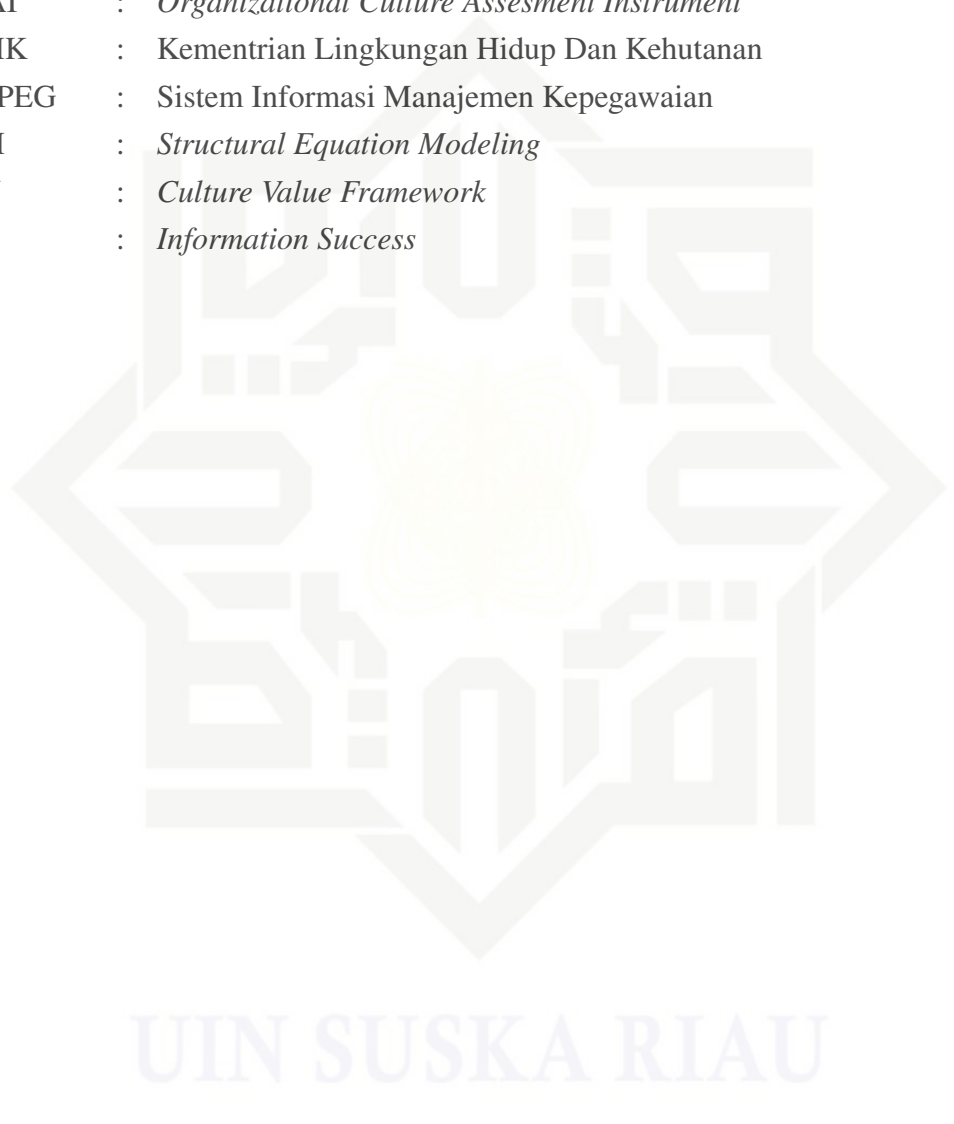 AI : Organizational Culture Assesment Instrument
IK : Kementrian Lingkungan Hidup Dan Kehutanan
PEG : Sistem Informasi Manajemen Kepegawaian
: Structural Equation Modeling
: Culture Value Framework
: Information Success
UIN SUSKA RIAU